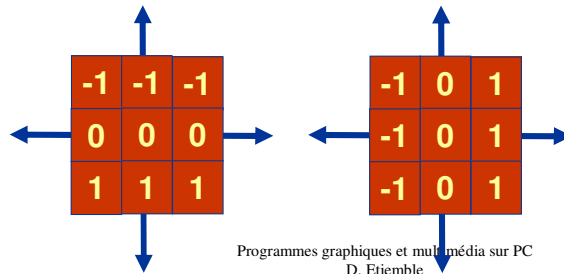 -1 -1 -1 -1 0 1
0 0 0 -1 0 1
1 1 1 -1 0 1
Programmes graphiques et multimédia sur PC
D. Etiemble